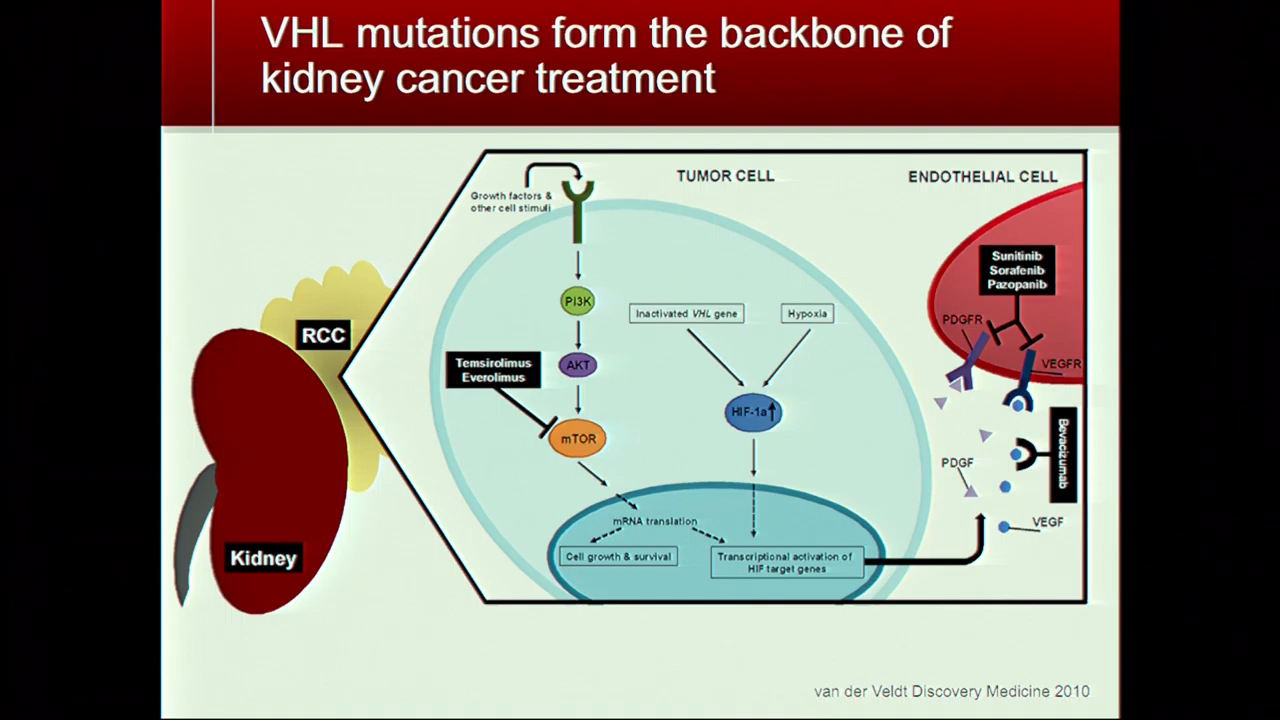 VHL mutations form the backbone of
kidney cancer treatment
TUMOR CELL
ENDOTHELIAL CELL
Growth factors &
other cell stimuli
Sunitinib
Sorafenib
Pazopanib
PI3K
Inactivated VHL gene
Hypoxia
PDGFR
RCC
Temsirolimus
Everolimus
AKT
VEGFR
HIF-1a
mTOR
Bevacizumab
PDGF
mRNA translation
VEGF
Kidney
Cell growth & survival
Transcriptional activation of
HIF target genes
van der Veldt Discovery Medicine 2010